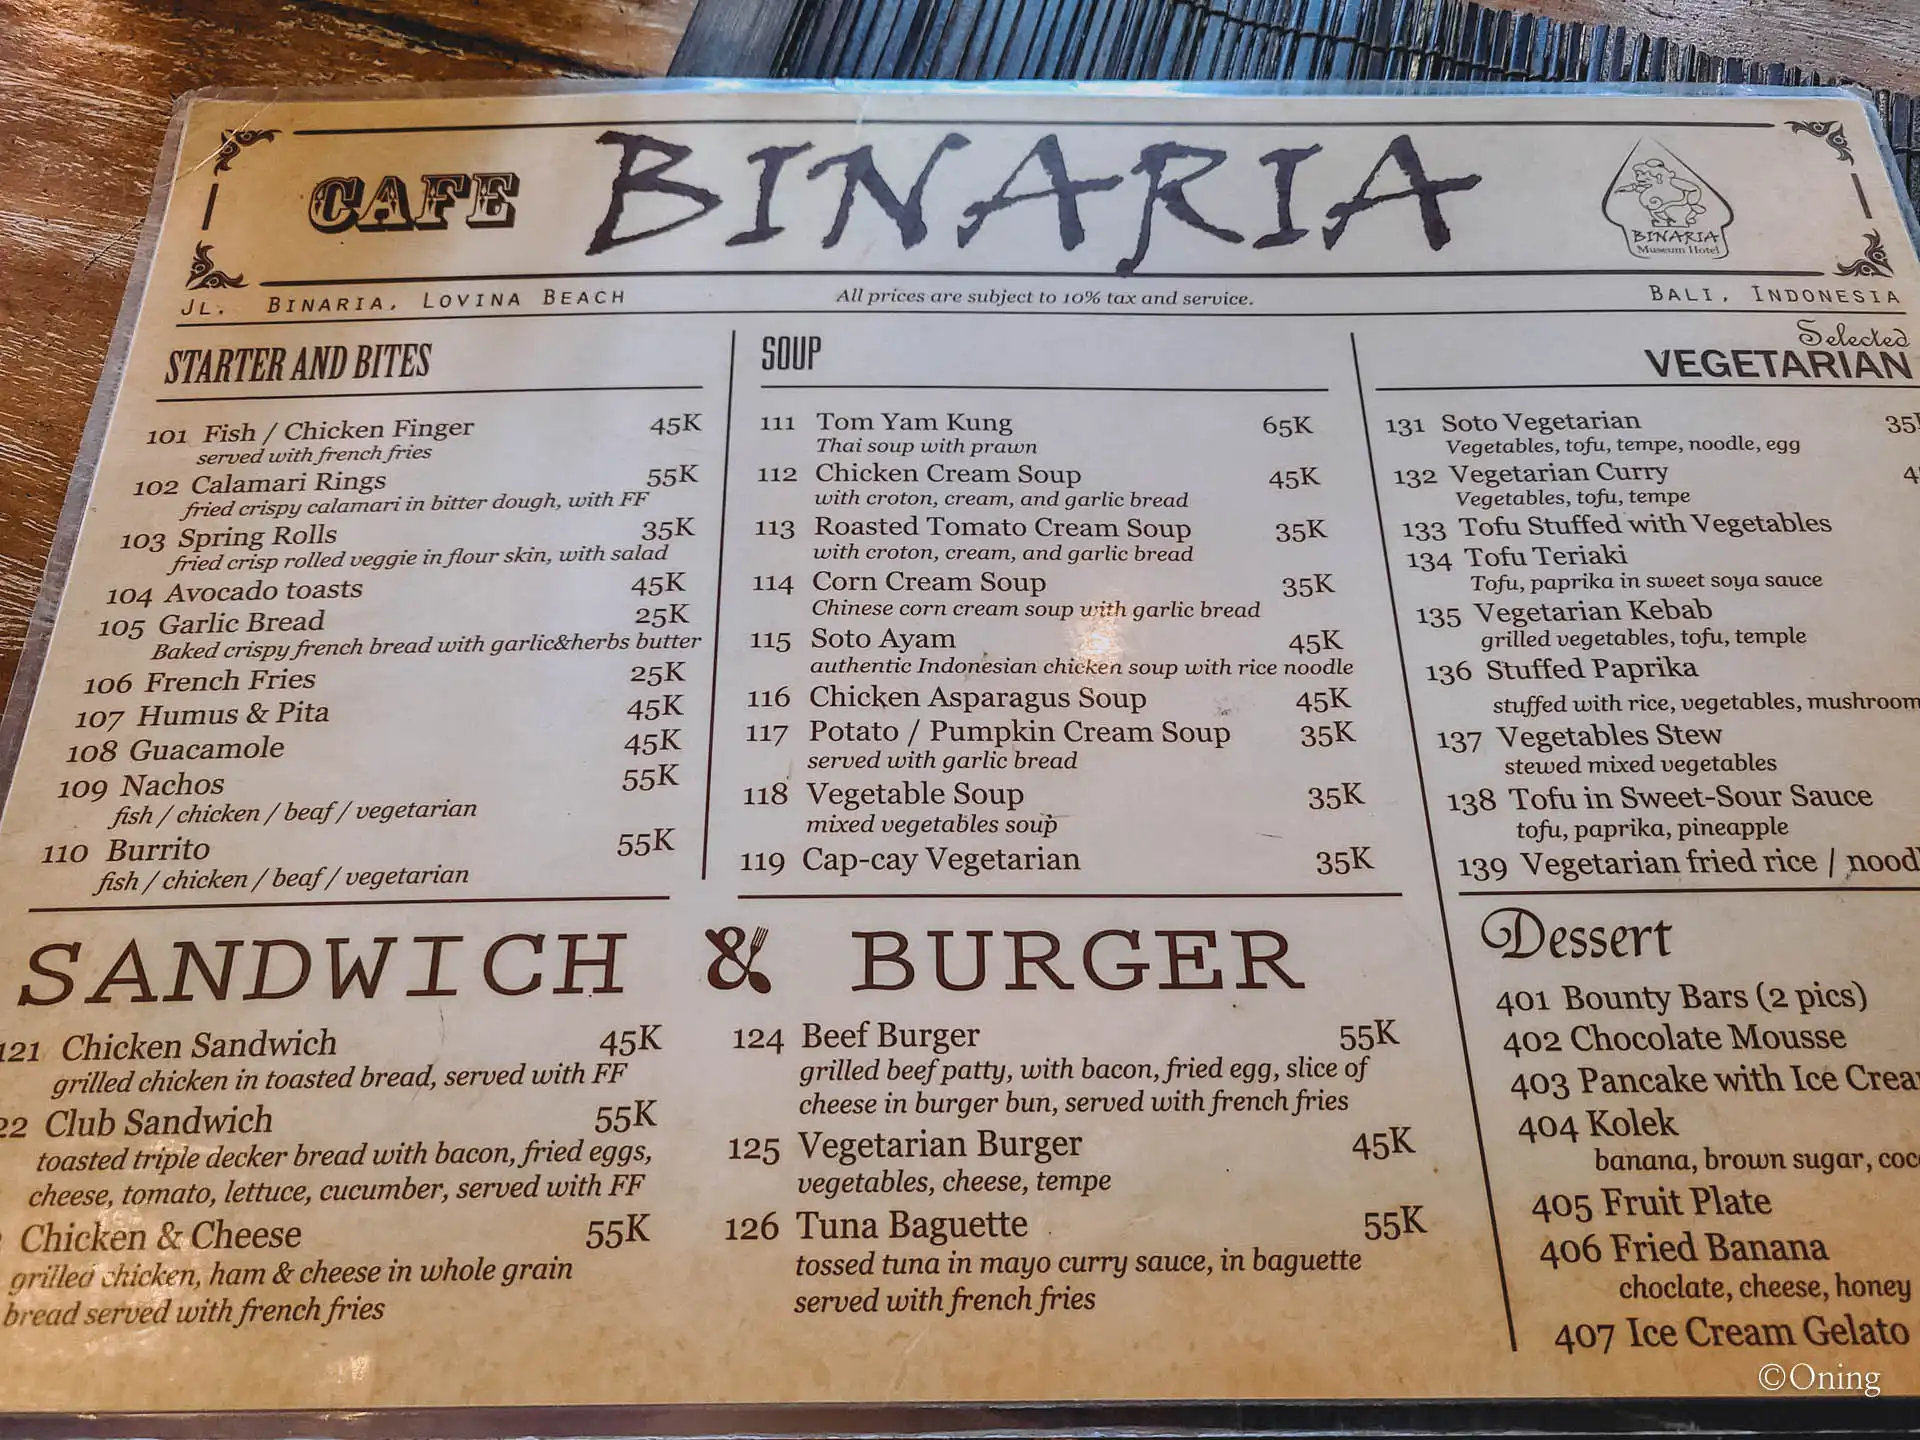 CAFE BINARIA
BINARIA
Museum Hotel
JL. BINARIA, LOVINA BEACH
All prices are subject to 10% tax and service.
BALI, INDONESIA
STARTER AND BITES
101 Fish / Chicken Finger 45K
served with french fries
102 Calamari Rings 55K
fried crispy calamari in bitter dough, with FF
103 Spring Rolls 35K
fried crisp rolled veggie in flour skin, with salad
104 Avocado toasts 45K
105 Garlic Bread 25K
Baked crispy french bread with garlic&herbs butter
106 French Fries 25K
107 Humus & Pita 45K
108 Guacamole 45K
109 Nachos 55K
fish / chicken / beaf / vegetarian
110 Burrito 55K
fish / chicken / beaf / vegetarian
SOUP
111 Tom Yam Kung 65K
Thai soup with prawn
112 Chicken Cream Soup 45K
with croton, cream, and garlic bread
113 Roasted Tomato Cream Soup 35K
with croton, cream, and garlic bread
114 Corn Cream Soup 35K
Chinese corn cream soup with garlic bread
115 Soto Ayam 45K
authentic Indonesian chicken soup with rice noodle
116 Chicken Asparagus Soup 45K
117 Potato / Pumpkin Cream Soup 35K
served with garlic bread
118 Vegetable Soup 35K
mixed vegetables soup
119 Cap-cay Vegetarian 35K
Selected
VEGETARIAN
131 Soto Vegetarian 35
Vegetables, tofu, tempe, noodle, egg
132 Vegetarian Curry 4
Vegetables, tofu, tempe
133 Tofu Stuffed with Vegetables
134 Tofu Teriaki
Tofu, paprika in sweet soya sauce
135 Vegetarian Kebab
grilled vegetables, tofu, temple
136 Stuffed Paprika
stuffed with rice, vegetables, mushroom
137 Vegetables Stew
stewed mixed vegetables
138 Tofu in Sweet-Sour Sauce
tofu, paprika, pineapple
139 Vegetarian fried rice / nood
SANDWICH & BURGER
121 Chicken Sandwich 45K
grilled chicken in toasted bread, served with FF
22 Club Sandwich 55K
toasted triple decker bread with bacon, fried eggs,
cheese, tomato, lettuce, cucumber, served with FF
Chicken & Cheese 55K
grilled chicken, ham & cheese in whole grain
bread served with french fries
124 Beef Burger 55K
grilled beef patty, with bacon, fried egg, slice of
cheese in burger bun, served with french fries
125 Vegetarian Burger 45K
vegetables, cheese, tempe
126 Tuna Baguette 55K
tossed tuna in mayo curry sauce, in baguette
served with french fries
Dessert
401 Bounty Bars (2 pics)
402 Chocolate Mousse
403 Pancake with Ice Crea
404 Kolek
banana, brown sugar, coc
405 Fruit Plate
406 Fried Banana
choclate, cheese, honey
407 Ice Cream Gelato
©Oning